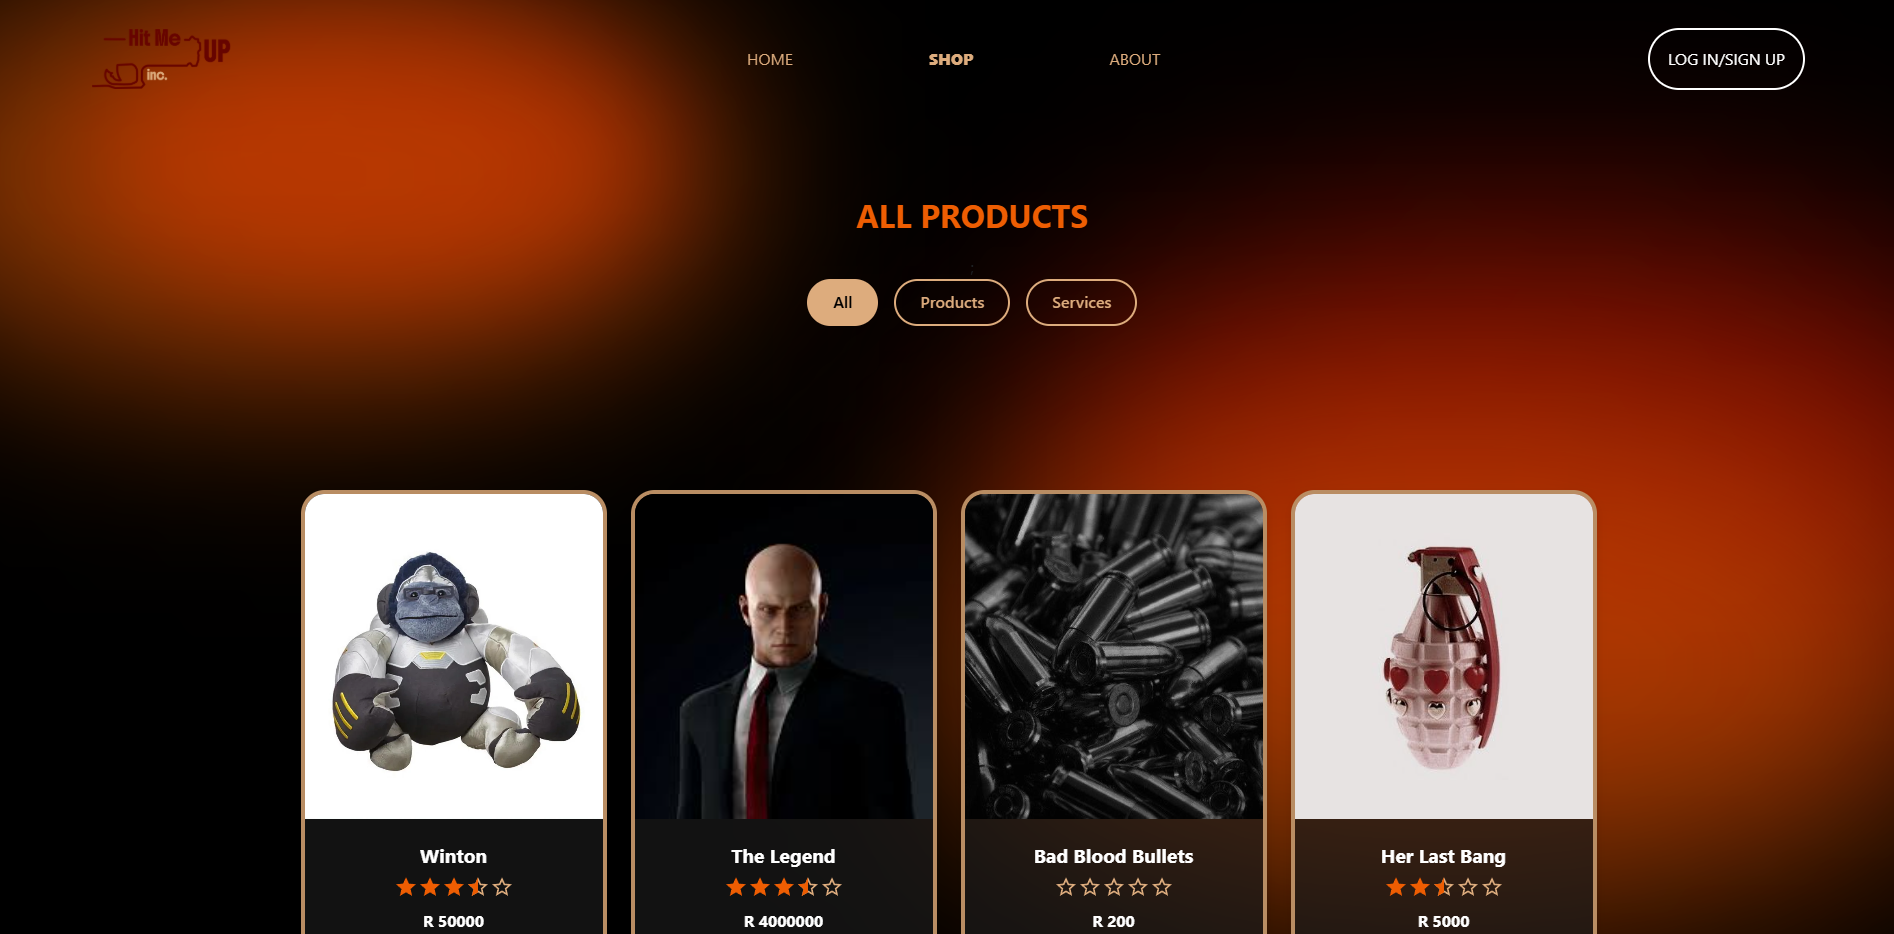 Hit Me
UP
inc.
HOME
SHOP
ABOUT
LOG IN/SIGN UP
ALL PRODUCTS
;
All
Products
Services
Winton
R 50000
The Legend
R 4000000
Bad Blood Bullets
R 200
Her Last Bang
R 5000